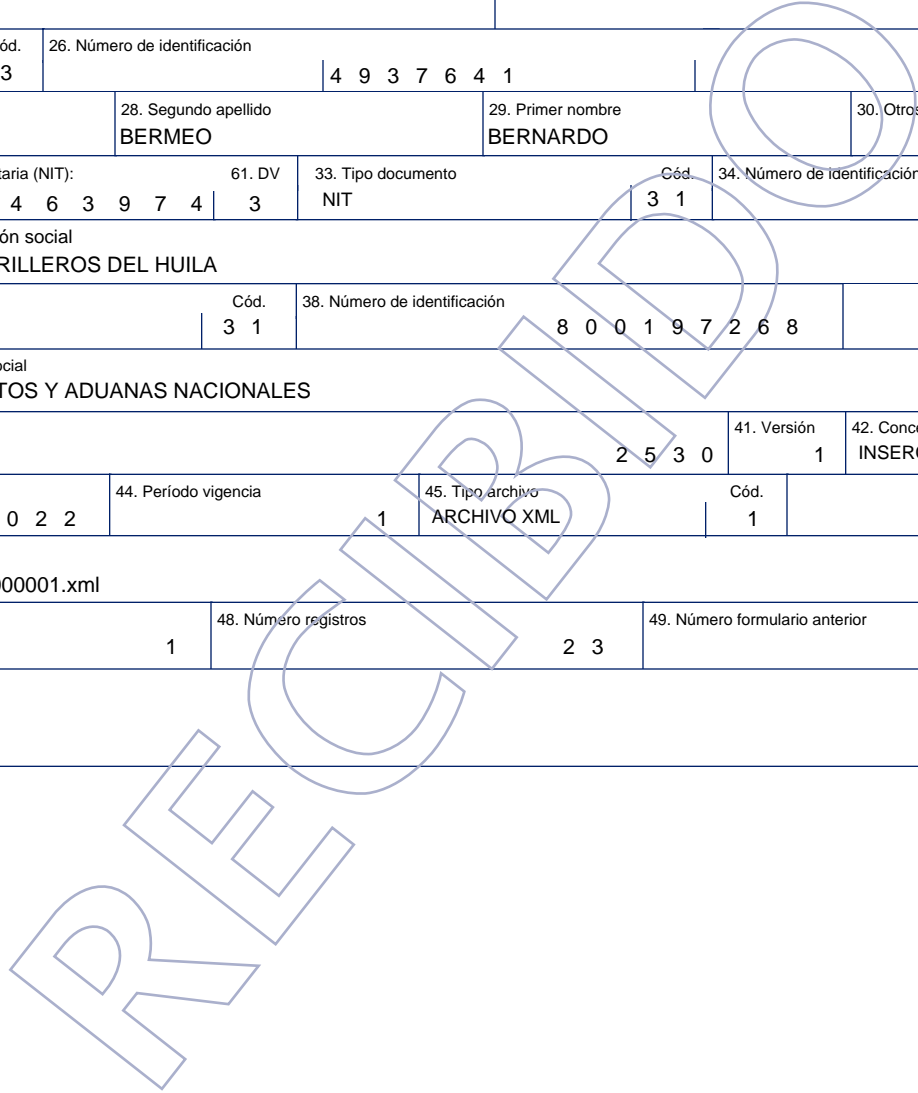 ód. 26. Número de identificación
3 4 9 3 7 6 4 1
28. Segundo apellido 29. Primer nombre 30. Otros
BERMEO BERNARDO
taria (NIT): 61. DV 33. Tipo documento Cód. 34. Número de identificación
4 6 3 9 7 4 3 NIT 3 1
ón social
RILLEROS DEL HUILA
Cód. 38. Número de identificación
3 1 8 0 0 1 9 7 2 6 8
ocial
TOS Y ADUANAS NACIONALES
41. Versión 42. Conce
2 5 3 0 1 INSERC
44. Período vigencia 45. Tipo archivo Cód.
0 2 2 1 ARCHIVO XML 1
000001.xml
48. Número registros 49. Número formulario anterior
1 2 3
RECIBIDO